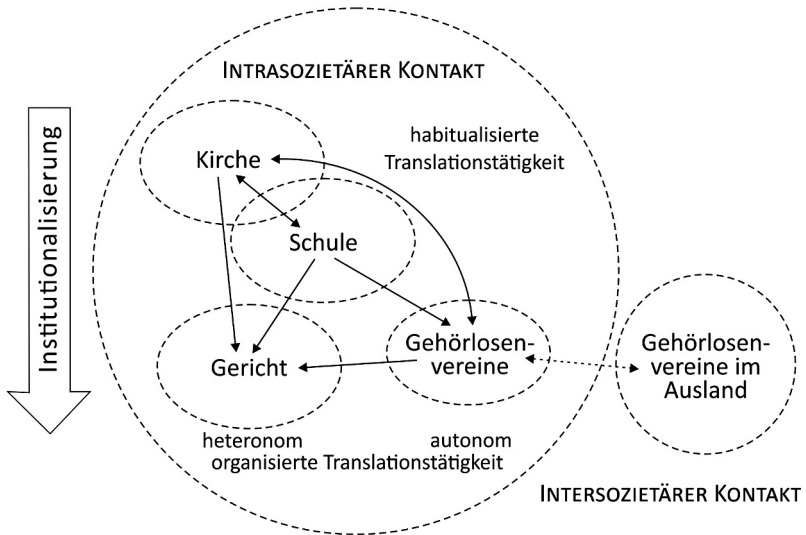 INTRASOZIETÄRER KONTAKT
Institutionalisierung
habitualisierte
Translationstätigkeit
Kirche
Schule
Gericht
Gehörlosen-
vereine
Gehörlosen-
vereine im
Ausland
heteronom autonom
organisierte Translationstätigkeit
INTERSOZIETÄRER KONTAKT